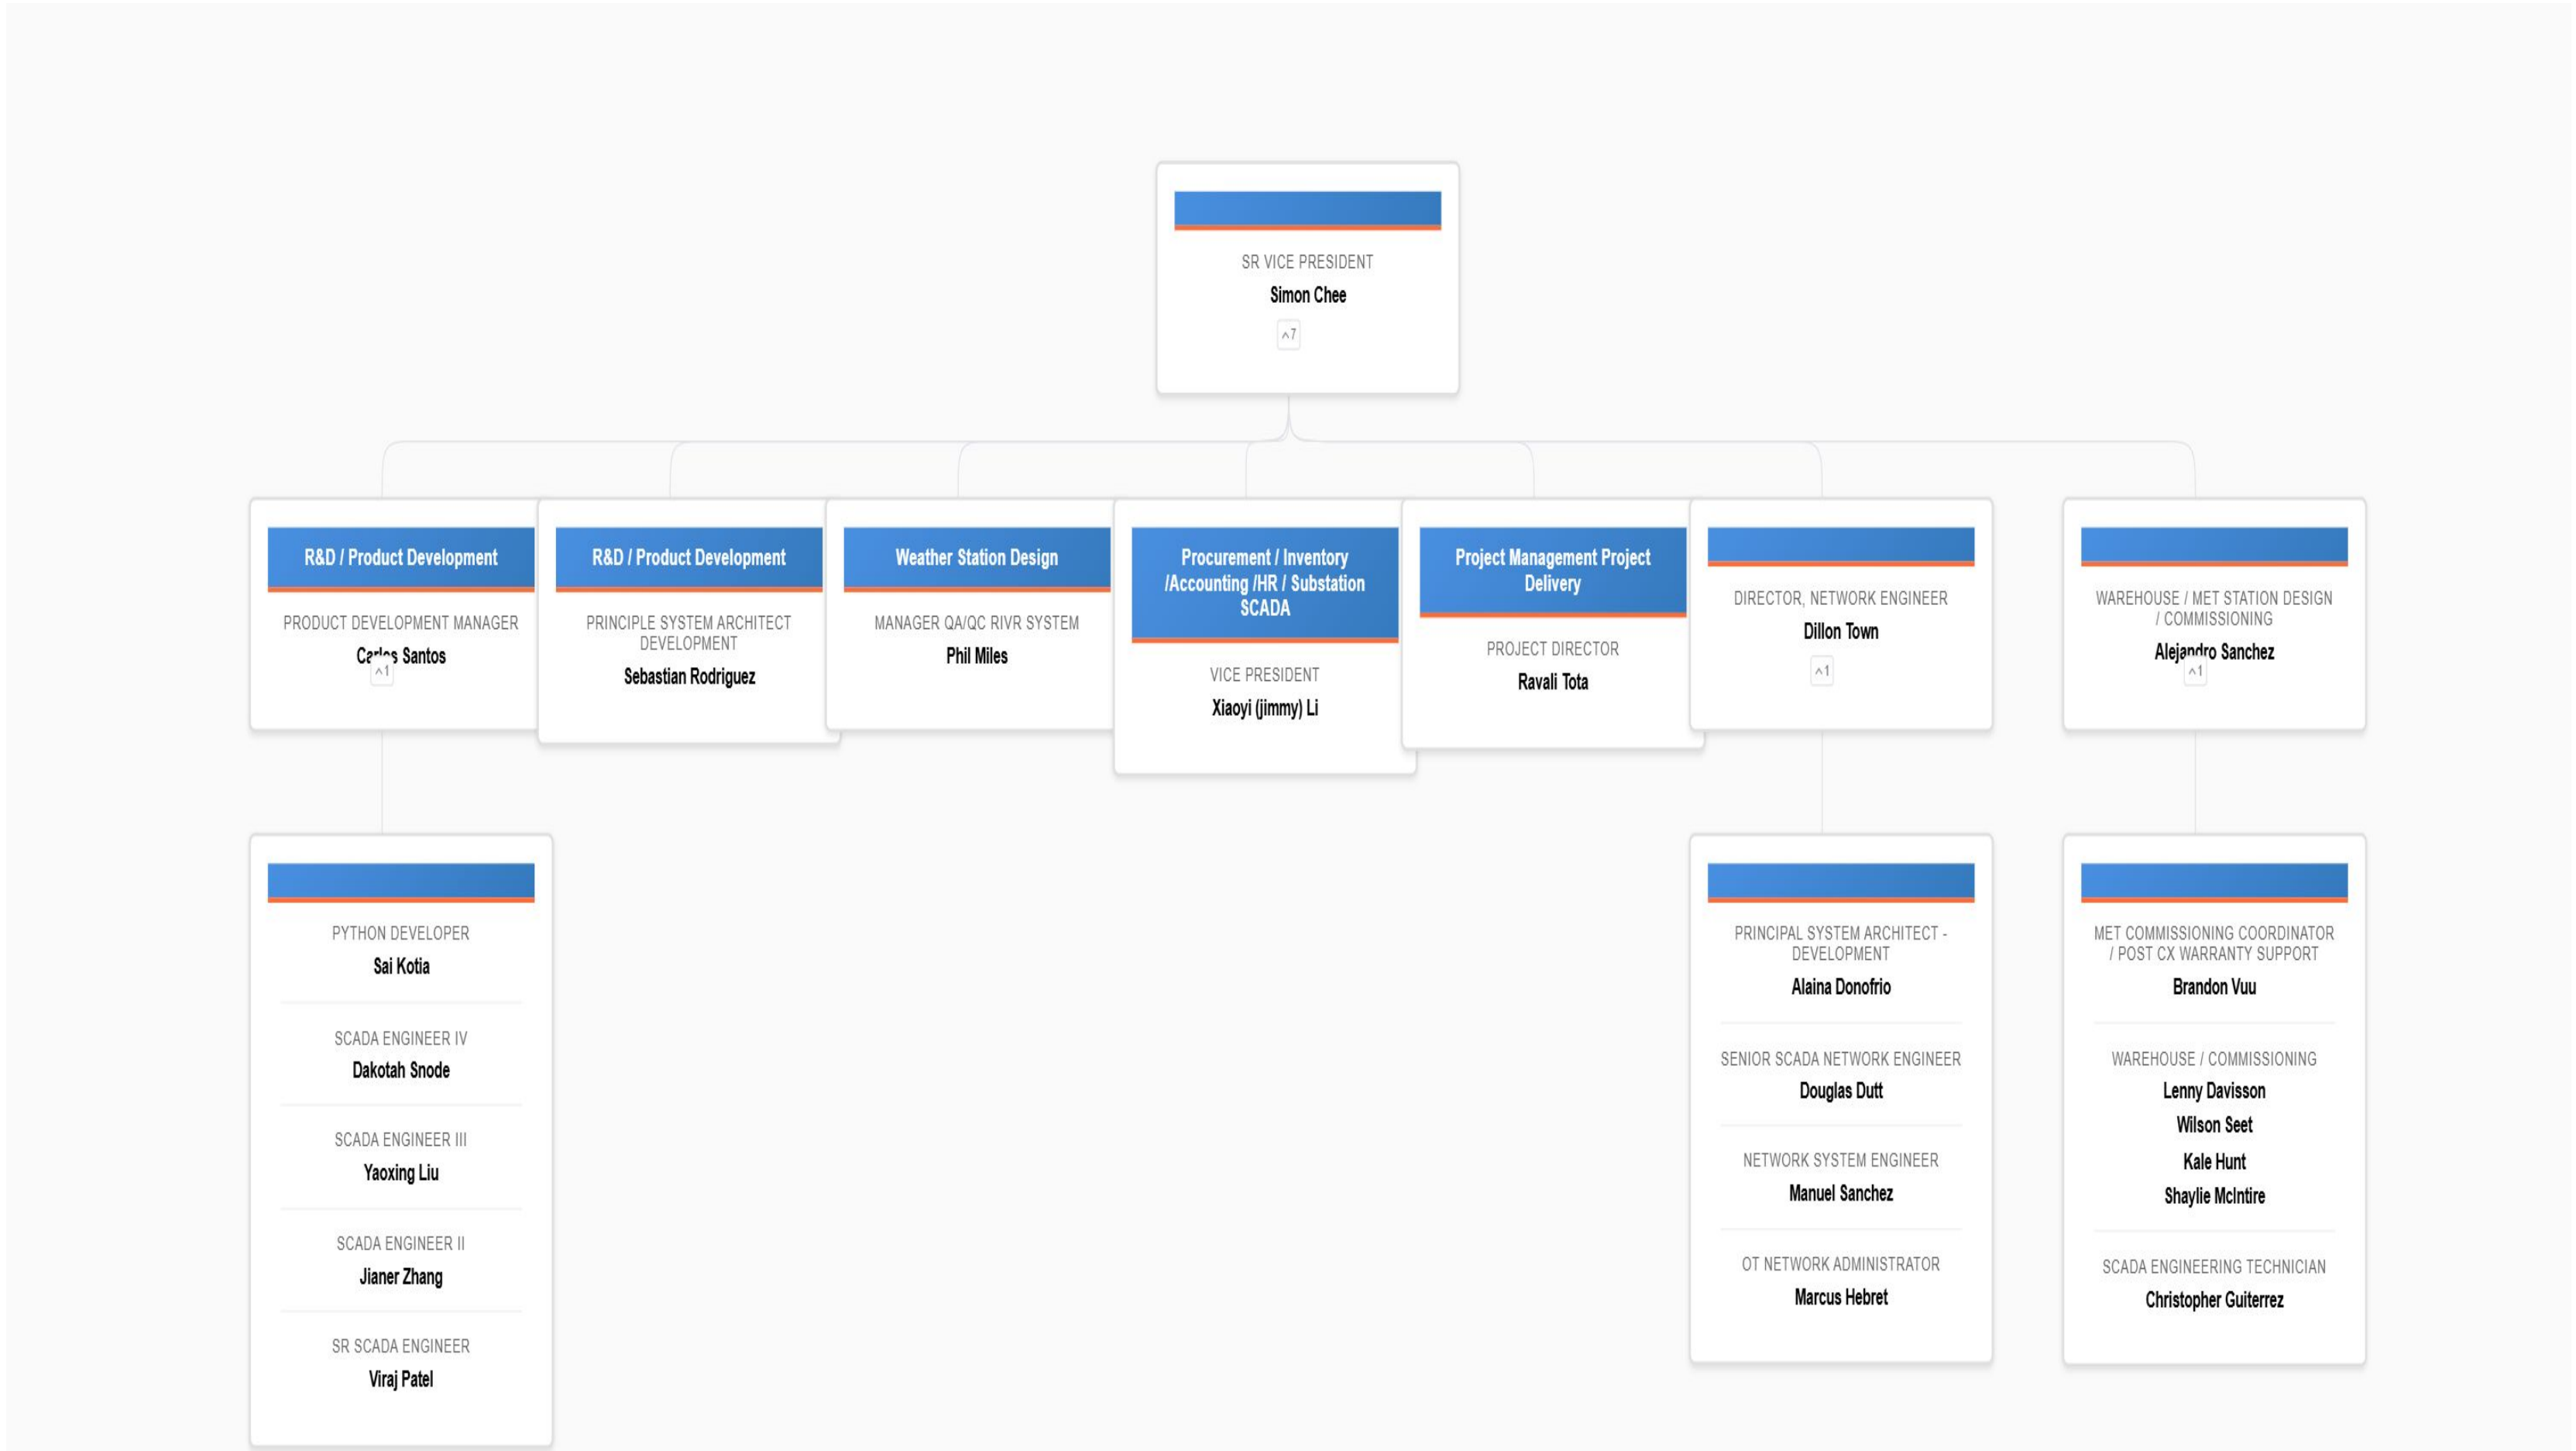 SR VICE PRESIDENT
Simon Chee
^7
R&D / Product Development
PRODUCT DEVELOPMENT MANAGER
Carlos Santos
^1
R&D / Product Development
PRINCIPLE SYSTEM ARCHITECT
DEVELOPMENT
Sebastian Rodriguez
Weather Station Design
MANAGER QA/QC RIVR SYSTEM
Phil Miles
Procurement / Inventory
/Accounting /HR / Substation
SCADA
VICE PRESIDENT
Xiaoyi (jimmy) Li
Project Management Project
Delivery
PROJECT DIRECTOR
Ravali Tota
DIRECTOR, NETWORK ENGINEER
Dillon Town
^1
WAREHOUSE / MET STATION DESIGN
/ COMMISSIONING
Alejandro Sanchez
^1
PYTHON DEVELOPER
Sai Kotia
SCADA ENGINEER IV
Dakotah Snode
SCADA ENGINEER III
Yaoxing Liu
SCADA ENGINEER II
Jianer Zhang
SR SCADA ENGINEER
Viraj Patel
PRINCIPAL SYSTEM ARCHITECT -
DEVELOPMENT
Alaina Donofrio
SENIOR SCADA NETWORK ENGINEER
Douglas Dutt
NETWORK SYSTEM ENGINEER
Manuel Sanchez
OT NETWORK ADMINISTRATOR
Marcus Hebret
MET COMMISSIONING COORDINATOR
/ POST CX WARRANTY SUPPORT
Brandon Vuu
WAREHOUSE / COMMISSIONING
Lenny Davisson
Wilson Seet
Kale Hunt
Shaylie McIntire
SCADA ENGINEERING TECHNICIAN
Christopher Guiterrez